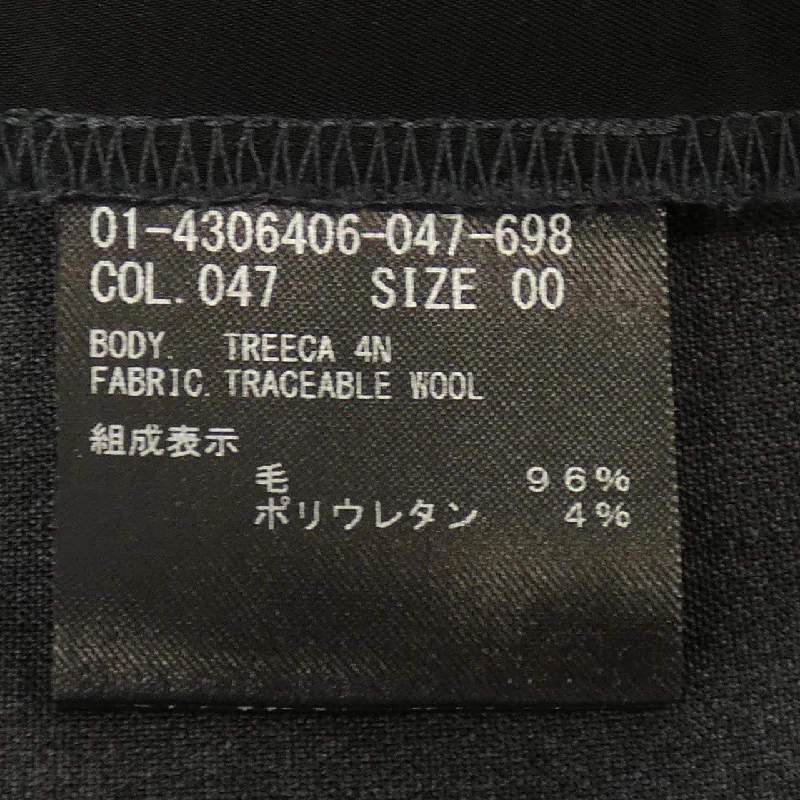 01-4306406-047-698
COL. 047 SIZE 00
BODY. TREECA 4N
FABRIC. TRACEABLE WOOL
組成表示
毛 96%
ポリウレタン 4%